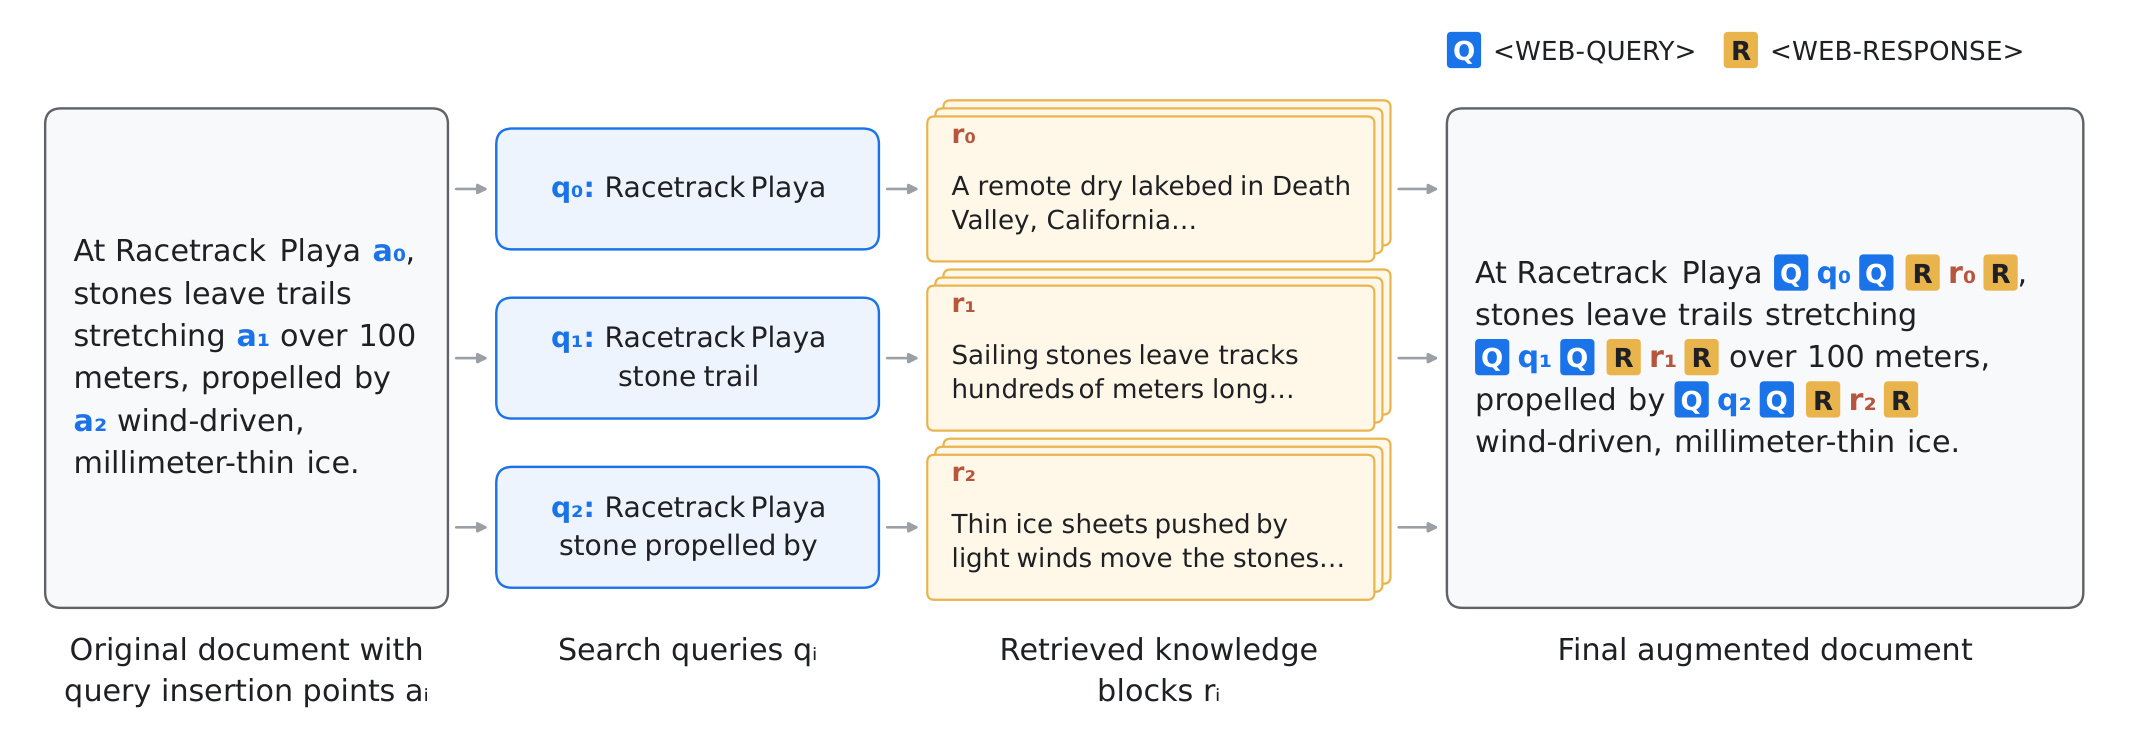 Q <WEB-QUERY> R <WEB-RESPONSE>
At Racetrack Playa a₀,
stones leave trails
stretching a₁ over 100
meters, propelled by
a₂ wind-driven,
millimeter-thin ice.
Original document with
query insertion points aᵢ
q₀: Racetrack Playa
q₁: Racetrack Playa
stone trail
q₂: Racetrack Playa
stone propelled by
Search queries qᵢ
r₀
A remote dry lakebed in Death
Valley, California...
r₁
Sailing stones leave tracks
hundreds of meters long...
r₂
Thin ice sheets pushed by
light winds move the stones...
Retrieved knowledge
blocks rᵢ
At Racetrack Playa Q q₀ Q R r₀ R,
stones leave trails stretching
Q q₁ Q R r₁ R over 100 meters,
propelled by Q q₂ Q R r₂ R
wind-driven, millimeter-thin ice.
Final augmented document